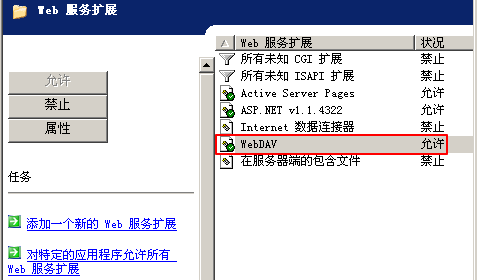 Web 服务扩展
允许
禁止
属性
任务
添加一个新的 Web 服务扩展
对特定的应用程序允许所有
Web 服务扩展
Web 服务扩展 状况
所有未知 CGI 扩展 禁止
所有未知 ISAPI 扩展 禁止
Active Server Pages 允许
ASP.NET v1.1.4322 允许
Internet 数据连接器 禁止
WebDAV 允许
在服务器端的包含文件 禁止